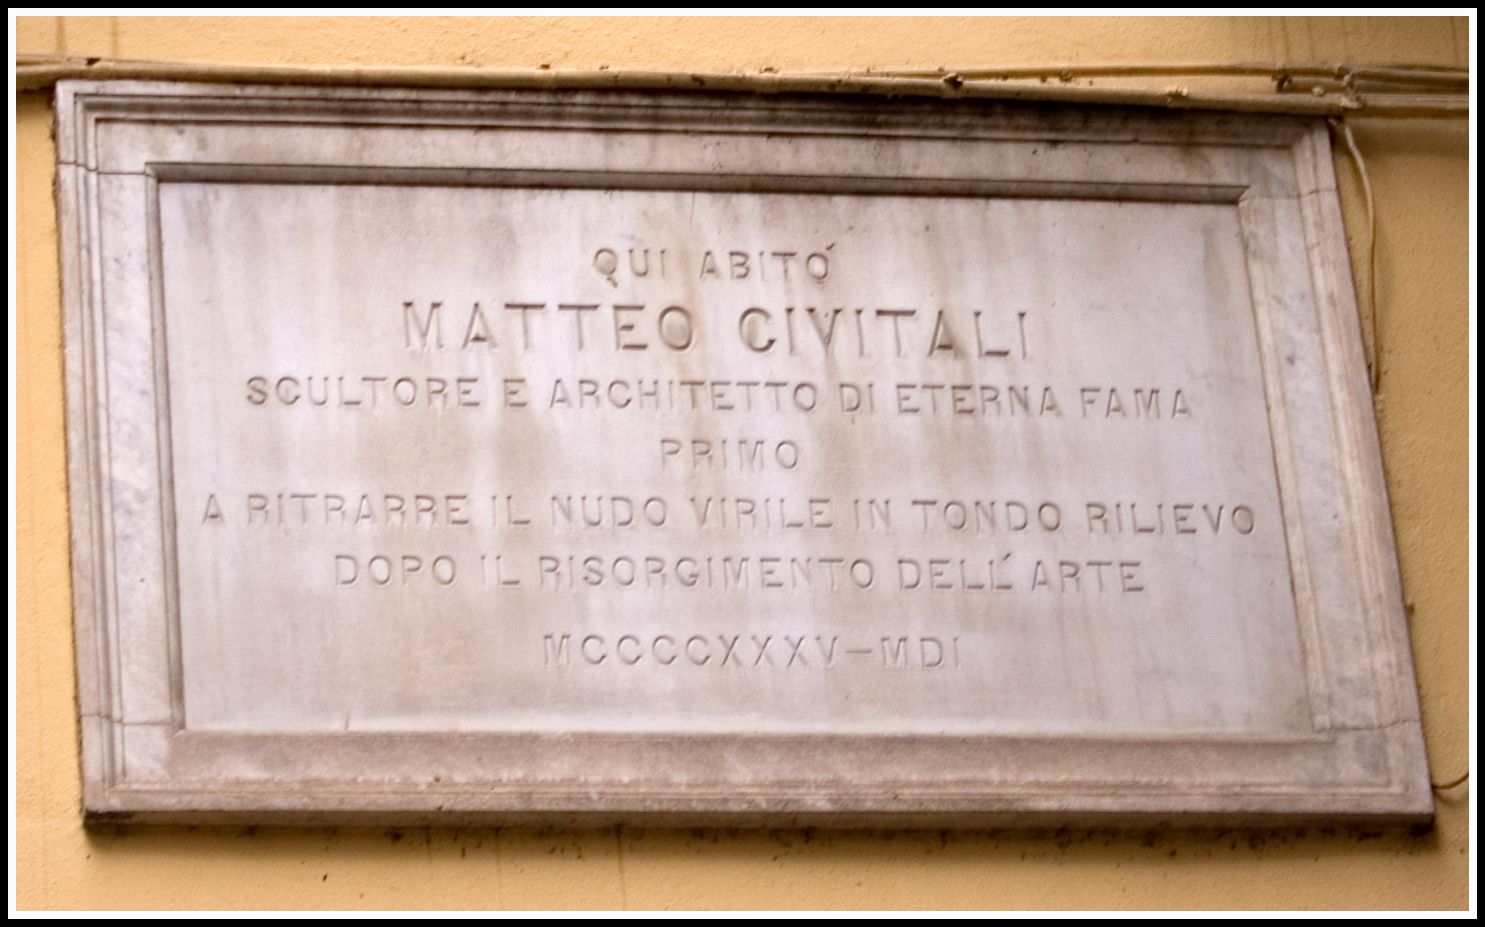 QUI ABITÒ
MATTEO CIVITALI
SCULTORE E ARCHITETTO DI ETERNA FAMA
PRIMO
A RITRARRE IL NUDO VIRILE IN TONDO RILIEVO
DOPO IL RISORGIMENTO DELL' ARTE
MCCCCXXXV-MDI